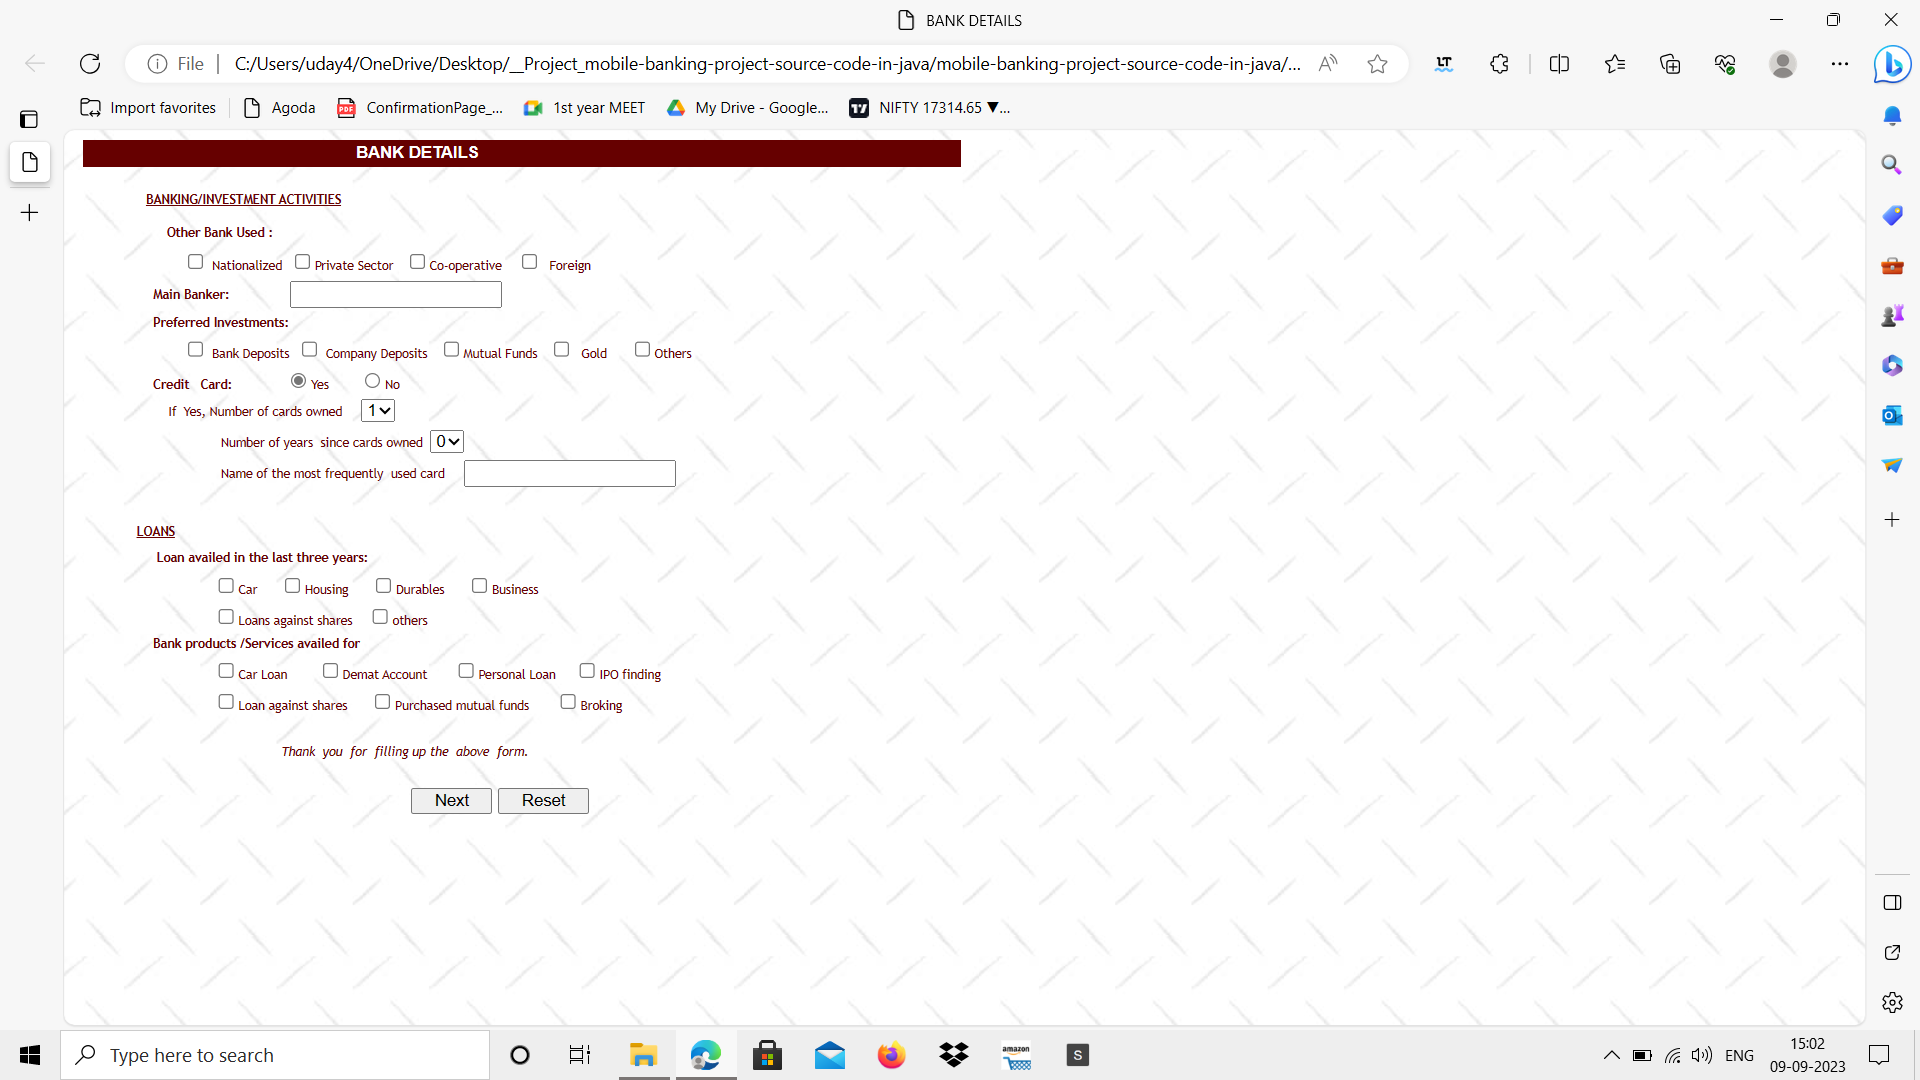 BANK DETAILS
File
C:/Users/uday4/OneDrive/Desktop/__Project_mobile-banking-project-source-code-in-java/mobile-banking-project-source-code-in-java/...
Import favorites
Agoda
ConfirmationPage_...
1st year MEET
My Drive - Google...
NIFTY 17314.65 ▼...
BANK DETAILS
BANKING/INVESTMENT ACTIVITIES
Other Bank Used :
Nationalized Private Sector Co-operative Foreign
Main Banker:
Preferred Investments:
Bank Deposits Company Deposits Mutual Funds Gold Others
Credit Card: Yes No
If Yes, Number of cards owned 1
Number of years since cards owned 0
Name of the most frequently used card
LOANS
Loan availed in the last three years:
Car Housing Durables Business
Loans against shares others
Bank products /Services availed for
Car Loan Demat Account Personal Loan IPO finding
Loan against shares Purchased mutual funds Broking
Thank you for filling up the above form.
Next Reset
Type here to search
amazon
S
ENG
15:02
09-09-2023